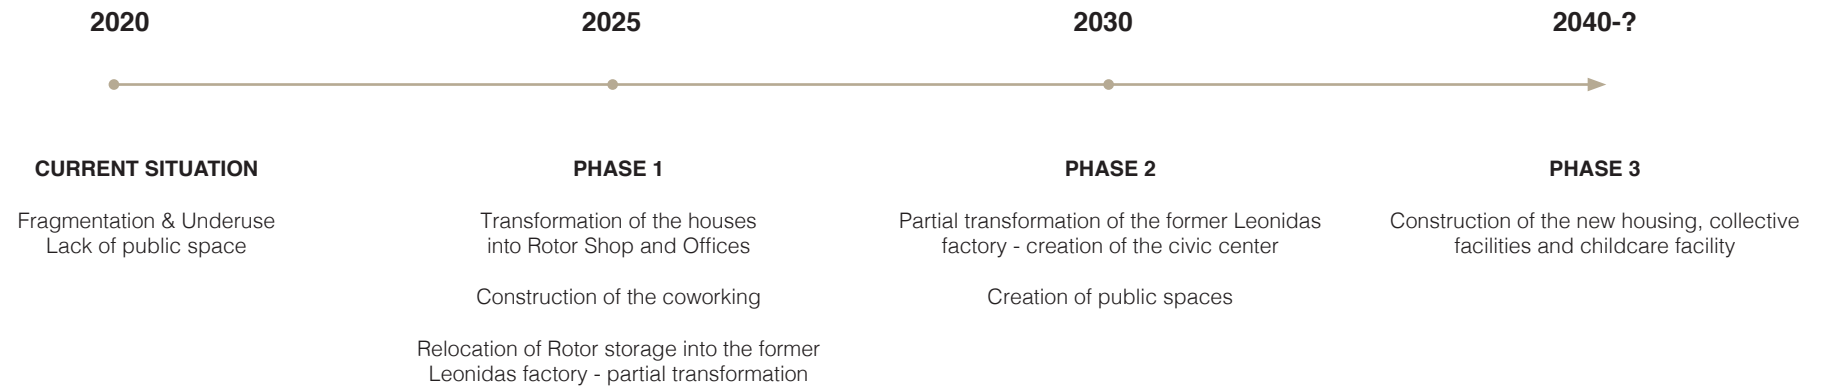 2020
2025
2030
2040-?
CURRENT SITUATION
Fragmentation & Underuse
Lack of public space
PHASE 1
Transformation of the houses
into Rotor Shop and Offices
Construction of the coworking
Relocation of Rotor storage into the former
Leonidas factory - partial transformation
PHASE 2
Partial transformation of the former Leonidas
factory - creation of the civic center
Creation of public spaces
PHASE 3
Construction of the new housing, collective
facilities and childcare facility